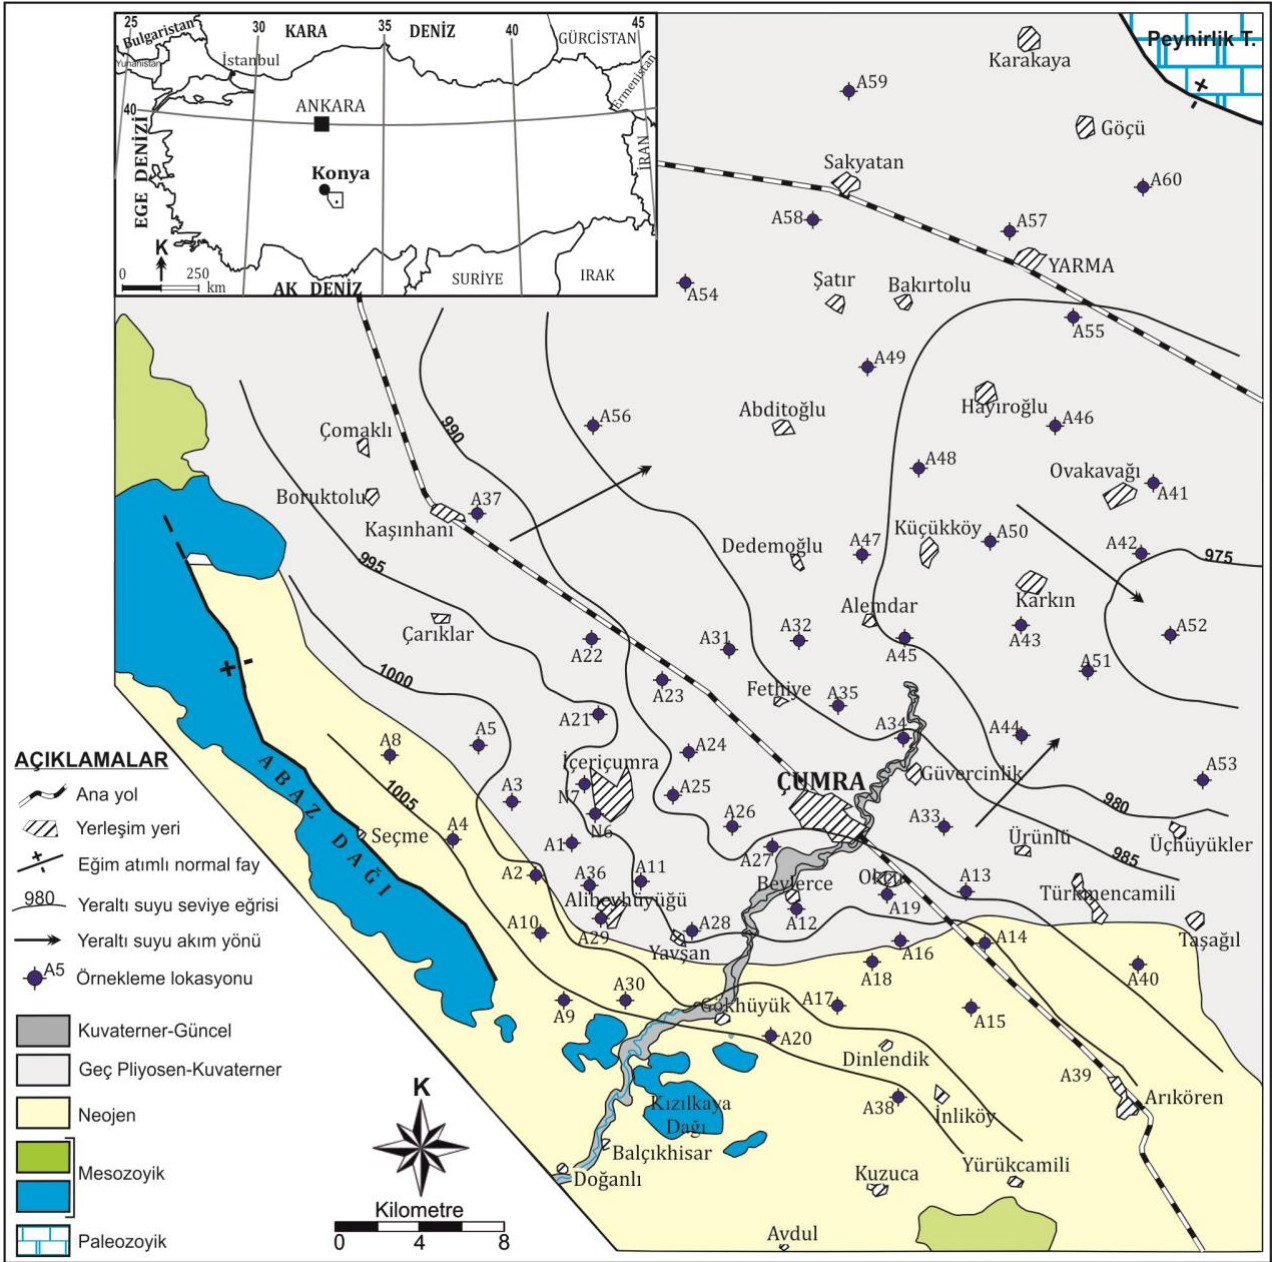 25
30
35
40
45
Bulgaristan
Yunanistan
İstanbul
KARA DENİZ
GÜRCİSTAN
Ermenistan
40
ANKARA
Konya
EGE DENİZİ
İRAN
K
0 250
km
AK DENİZ
SURİYE
IRAK
Peynirlik T.
Karakaya
A59
Göçü
Sakyatan
A60
A58
A57
YARMA
A54
Şatır
Bakırtolu
A55
A49
Hayıroğlu
Abditoğlu
A56
A46
990
Çomaklı
A48
Ovakavağı
A41
Boruktolu
A37
Kaşınhanı
Küçükköy
A50
Dedemoğlu
A47
A42
975
995
Alemdar
Karkın
Çarıklar
A22
A31
A32
A45
A43
A52
A51
1000
A23
Fethiye
A35
A21
A5
A34
A44
A8
A24
İçeriçumra
ÇUMRA
Güvercinlik
A53
1005
A3
N7
A25
980
N6
A26
A33
Seçme
A4
A1
Ürünlü
Üçhüyükler
985
A27
ABAZ DAĞI
A2
A36
A11
Beylerce
Okçu
A13
Türkmencamili
Alibeyhüyüğü
A12
A19
A10
A29
A28
Yavşan
A16
A14
Taşağıl
A18
A40
A9
A30
Gökhüyük
A17
A15
A20
Dinlendik
A39
Arıkören
A38
İnliköy
Kızılkaya
Dağı
Balçıkhisar
Doğanlı
Kuzuca
Yürükcamili
Avdul
AÇIKLAMALAR
Ana yol
Yerleşim yeri
Eğim atımlı normal fay
980 Yeraltı suyu seviye eğrisi
Yeraltı suyu akım yönü
A5 Örnekleme lokasyonu
Kuvaterner-Güncel
Geç Pliyosen-Kuvaterner
Neojen
Mesozoyik
Paleozoyik
K
Kilometre
0 4 8